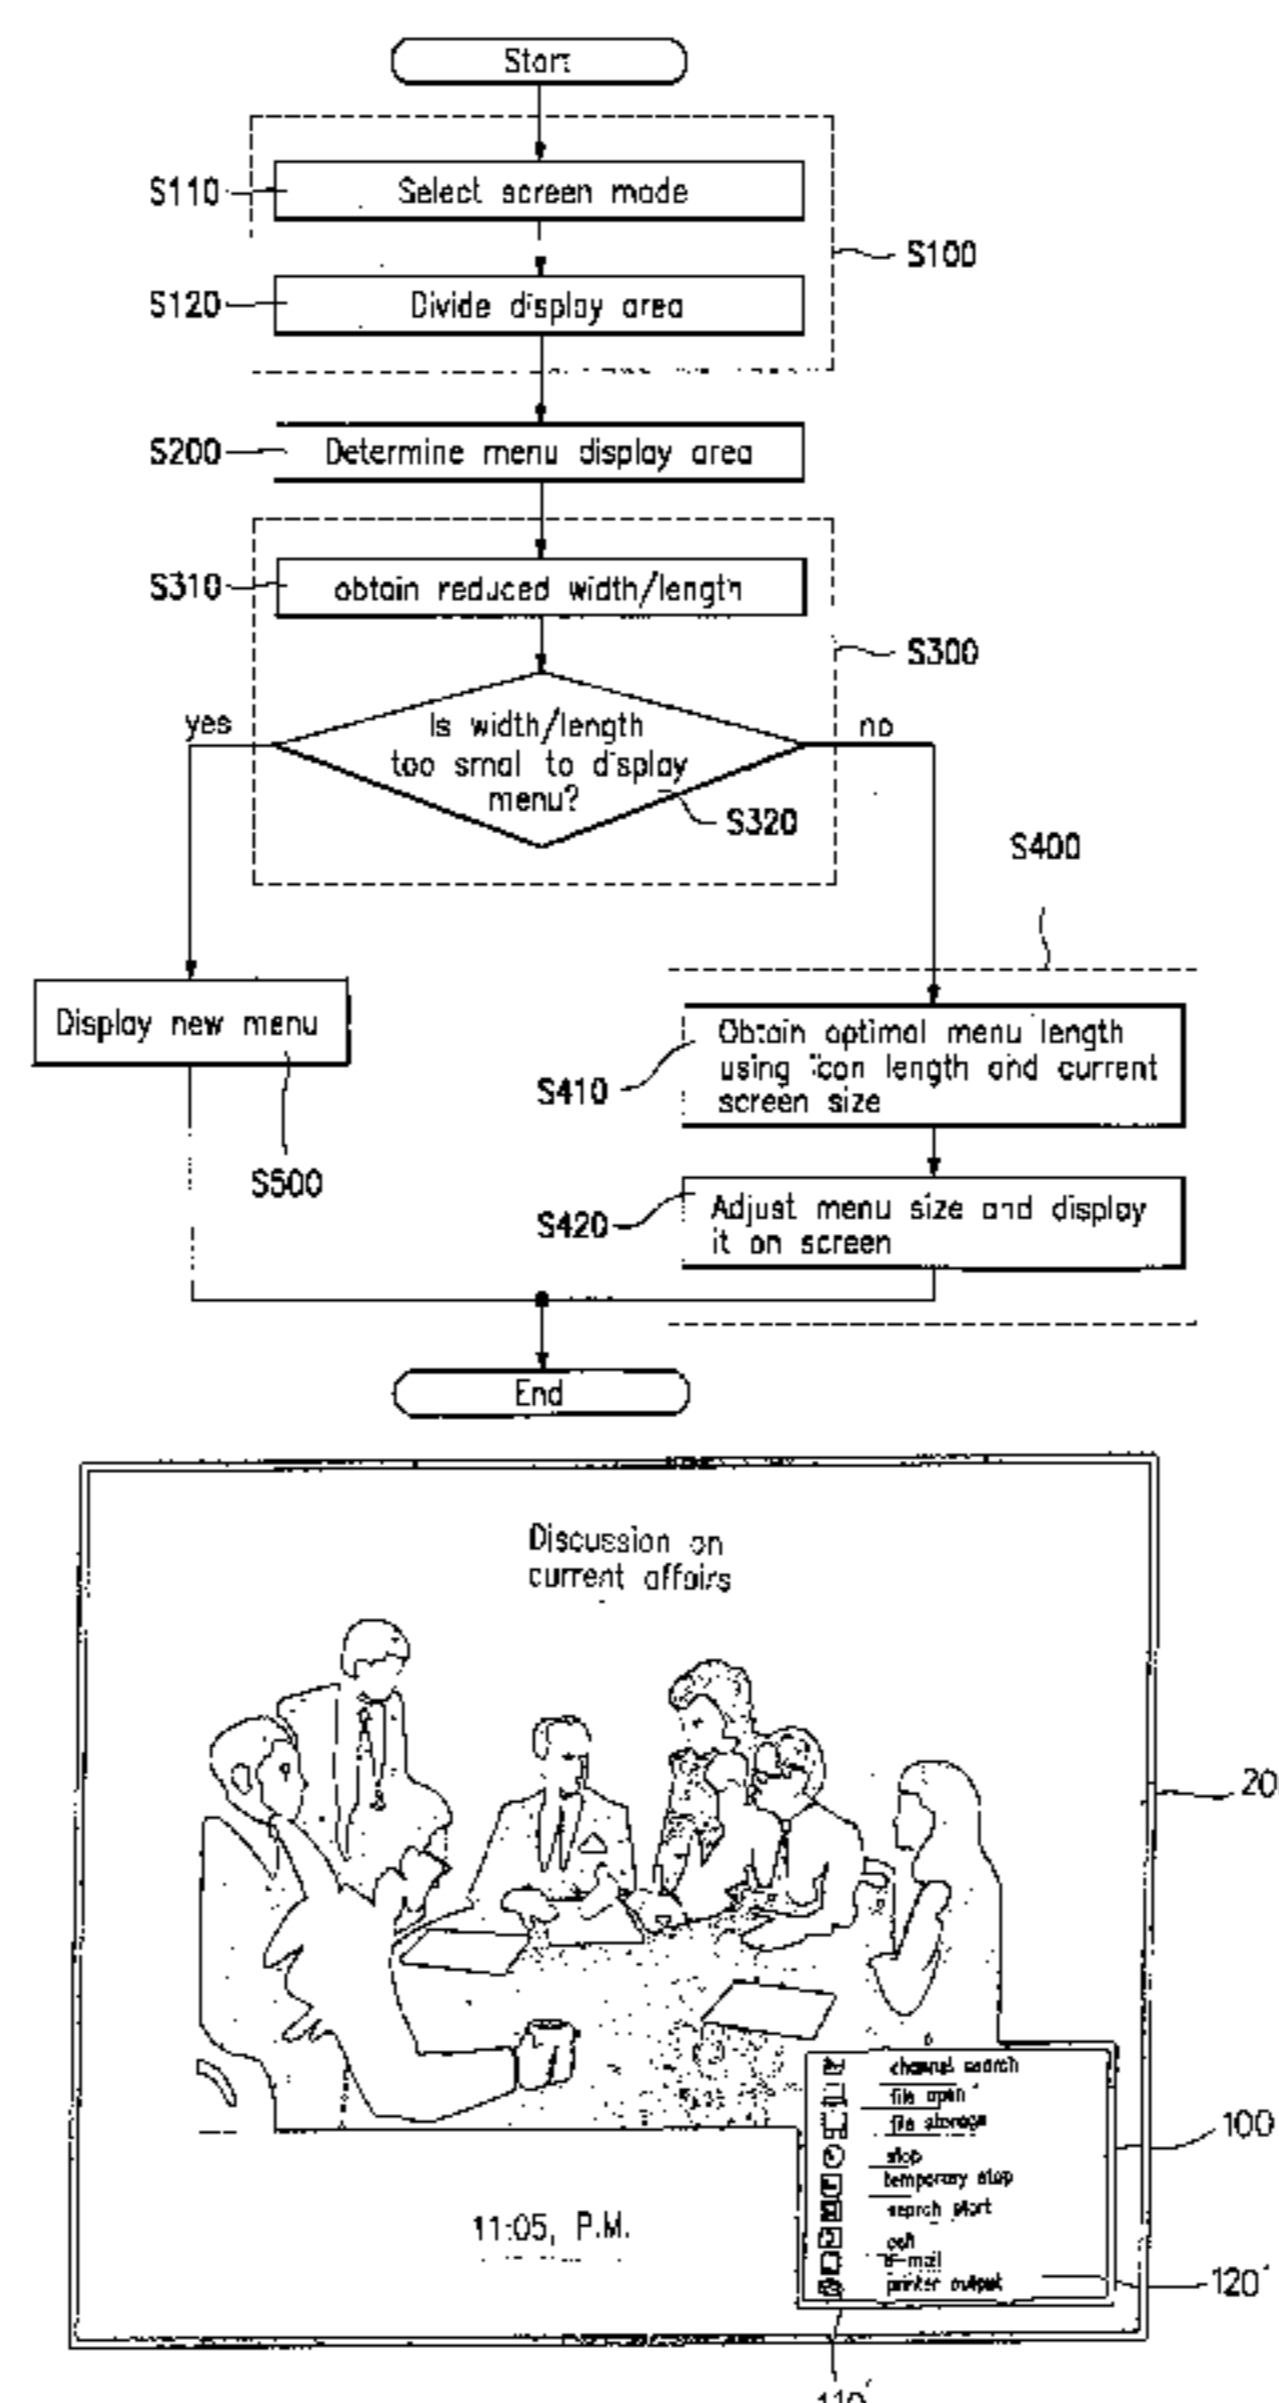 Start
S110
Select screen mode
S100
S120
Divide display area
S200
Determine menu display area
S310
obtain reduced width/length
S300
yes
Is width/length
too smal to display
menu?
no
S320
S400
Display new menu
S500
S410
Obtain optimal menu length
using icon length and current
screen size
S420
Adjust menu size and display
it on screen
End
Discussion on
current affairs
20
channel search
file open
file storage
100
stop
temporary stop
search start
11:05, P.M.
e-mail
printer output
120'
110'